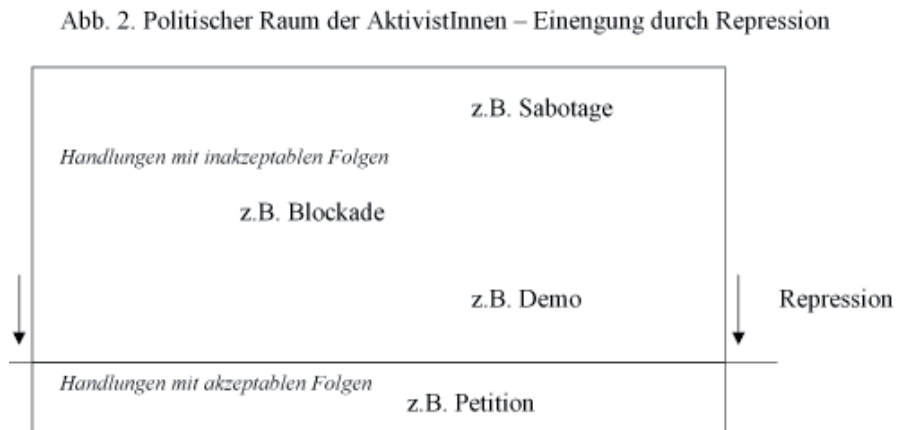 Abb. 2. Politischer Raum der AktivistInnen – Einengung durch Repression
z.B. Sabotage
Handlungen mit inakzeptablen Folgen
z.B. Blockade
z.B. Demo
Repression
Handlungen mit akzeptablen Folgen
z.B. Petition